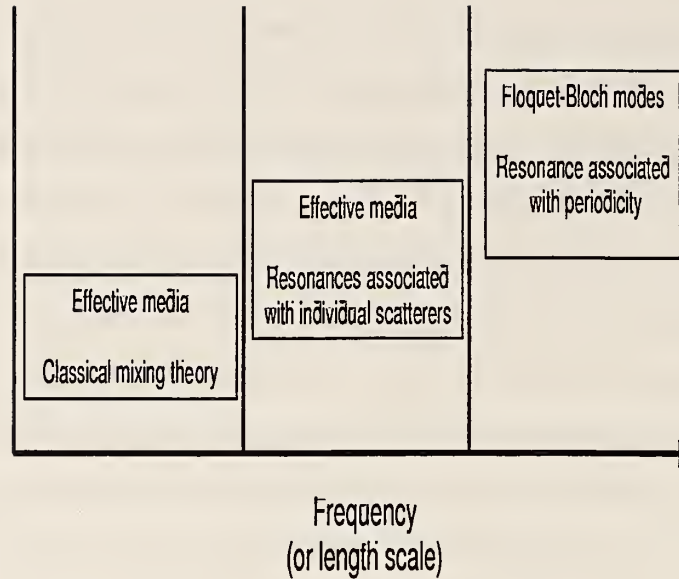 Floquet-Bloch modes
Resonance associated
with periodicity
Effective media
Resonances associated
with individual scatterers
Effective media
Classical mixing theory
Frequency
(or length scale)